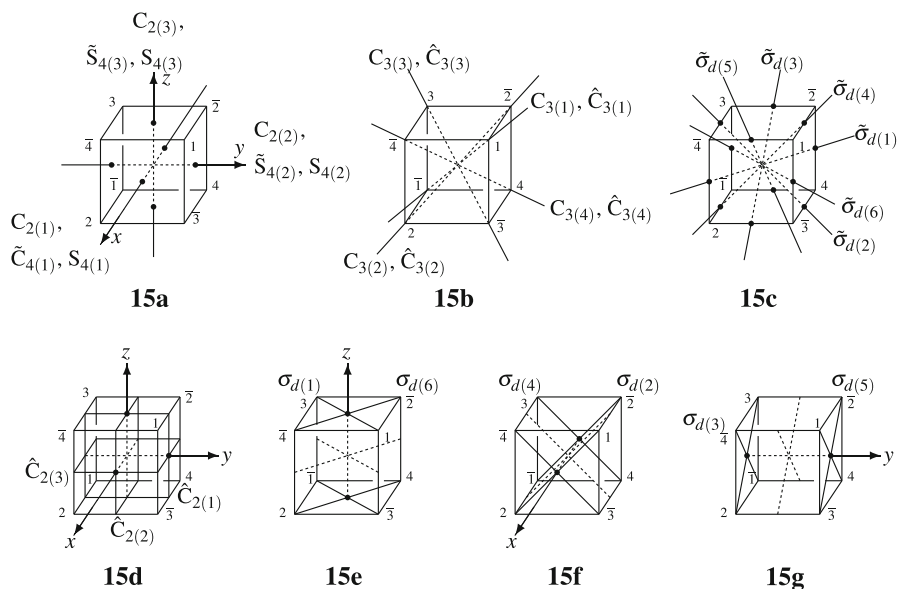 C₂₍₃₎,
S̃₄₍₃₎, S₄₍₃₎
z
3
2̅
4̅
1
C₂₍₂₎,
y
S̃₄₍₂₎, S₄₍₂₎
1̅
4
2
3̅
C₂₍₁₎,
x
C̃₄₍₁₎, S₄₍₁₎
15a
C₃₍₃₎, Ĉ₃₍₃₎
3
2̅
C₃₍₁₎, Ĉ₃₍₁₎
4̅
1
1̅
4
C₃₍₄₎, Ĉ₃₍₄₎
2
3̅
C₃₍₂₎, Ĉ₃₍₂₎
15b
σ̃d(5)
σ̃d(3)
3
2̅
σ̃d(4)
4̅
1
σ̃d(1)
1̅
4
σ̃d(6)
2
3̅
σ̃d(2)
15c
z
3
2̅
4̅
1
y
Ĉ₂₍₃₎
1
4
Ĉ₂₍₁₎
2
3̅
x
Ĉ₂₍₂₎
15d
z
σd(1)
σd(6)
3
2̅
4̅
1
1̅
4
2
3̅
15e
σd(4)
σd(2)
3
2̅
4̅
1
1̅
4
2
3̅
x
15f
σd(5)
3
2̅
σd(3)
4̅
1
y
1̅
4
2
3̅
15g